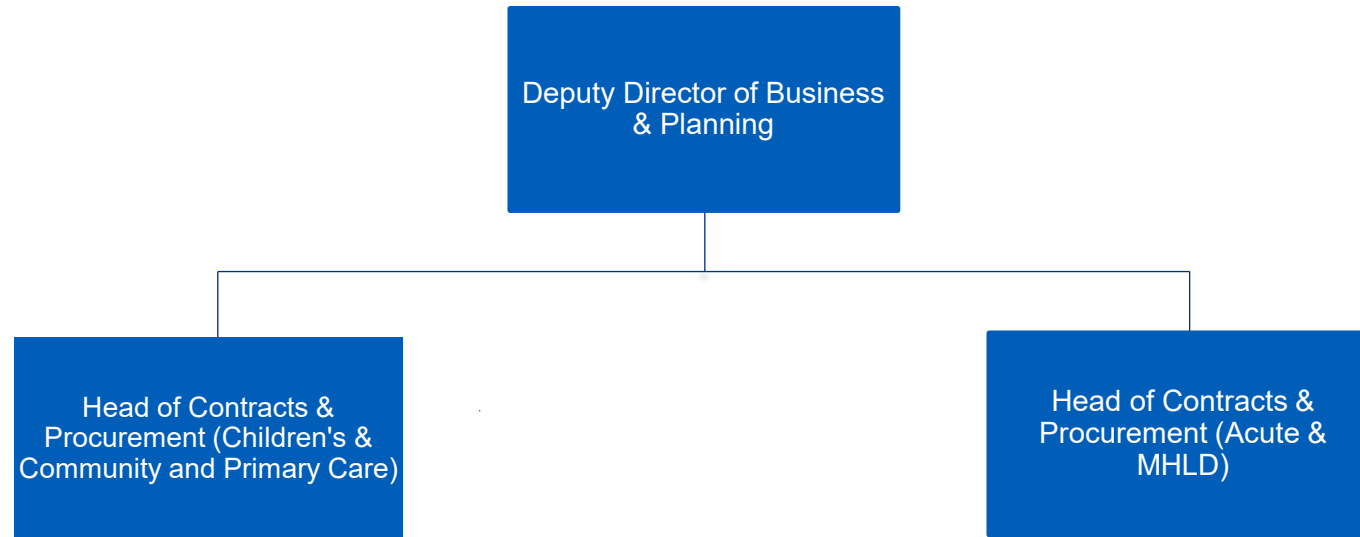 Deputy Director of Business
& Planning
Head of Contracts &
Procurement (Children's &
Community and Primary Care)
Head of Contracts &
Procurement (Acute &
MHLD)